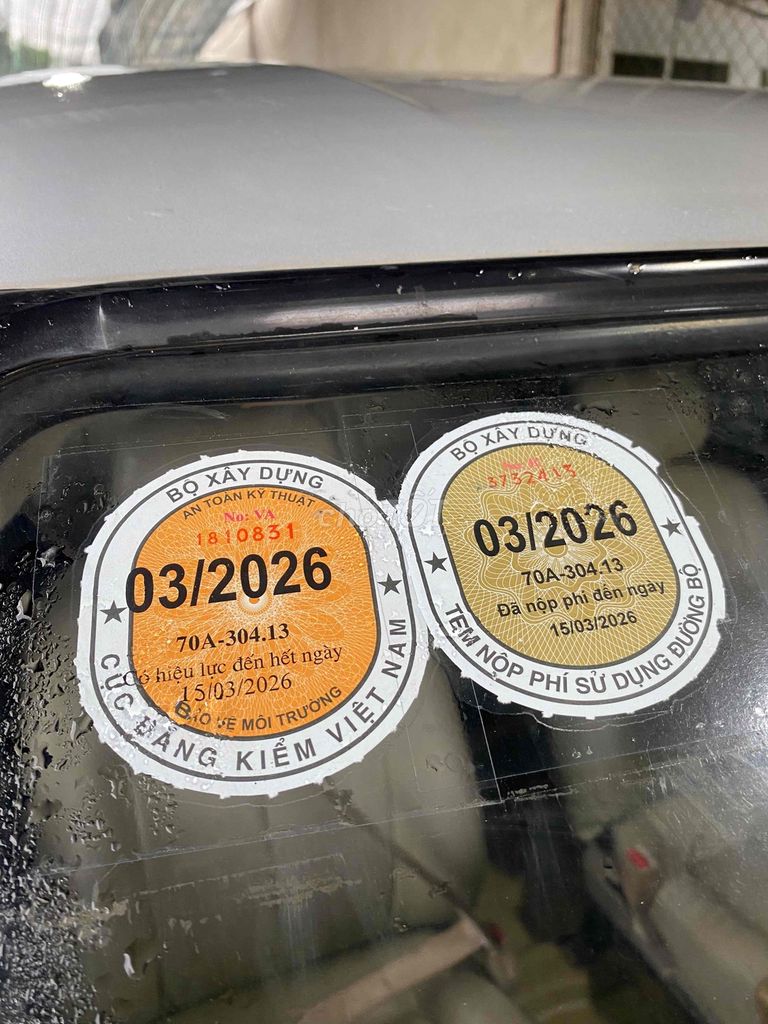 BỘ XÂY DỰNG
AN TOÀN KỸ THUẬT
No: VA
1810831
03/2026
70A-304.13
Có hiệu lực đến hết ngày
15/03/2026
BẢO VỆ MÔI TRƯỜNG
CỤC ĐĂNG KIỂM VIỆT NAM
BỘ XÂY DỰNG
5732413
03/2026
70A-304.13
Đã nộp phí đến ngày
15/03/2026
TEM NỘP PHÍ SỬ DỤNG ĐƯỜNG BỘ